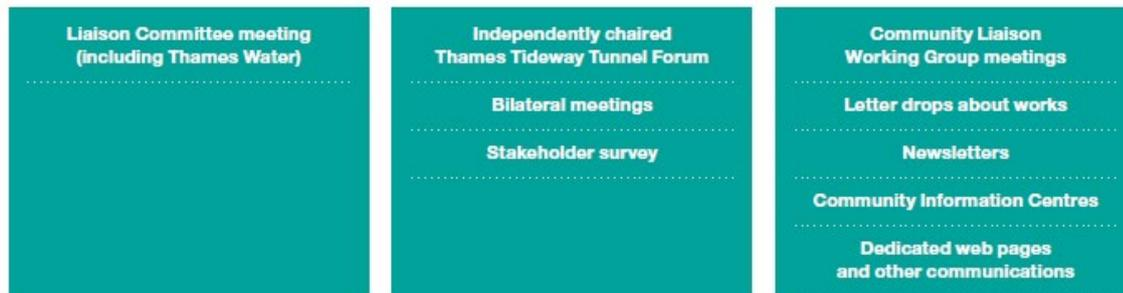 Liaison Committee meeting
(including Thames Water)
Independently chaired
Thames Tideway Tunnel Forum
Bilateral meetings
Stakeholder survey
Community Liaison
Working Group meetings
Letter drops about works
Newsletters
Community Information Centres
Dedicated web pages
and other communications